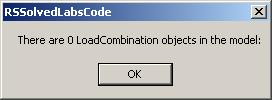 RSSolvedLabsCode
There are 0 LoadCombination objects in the model:
OK